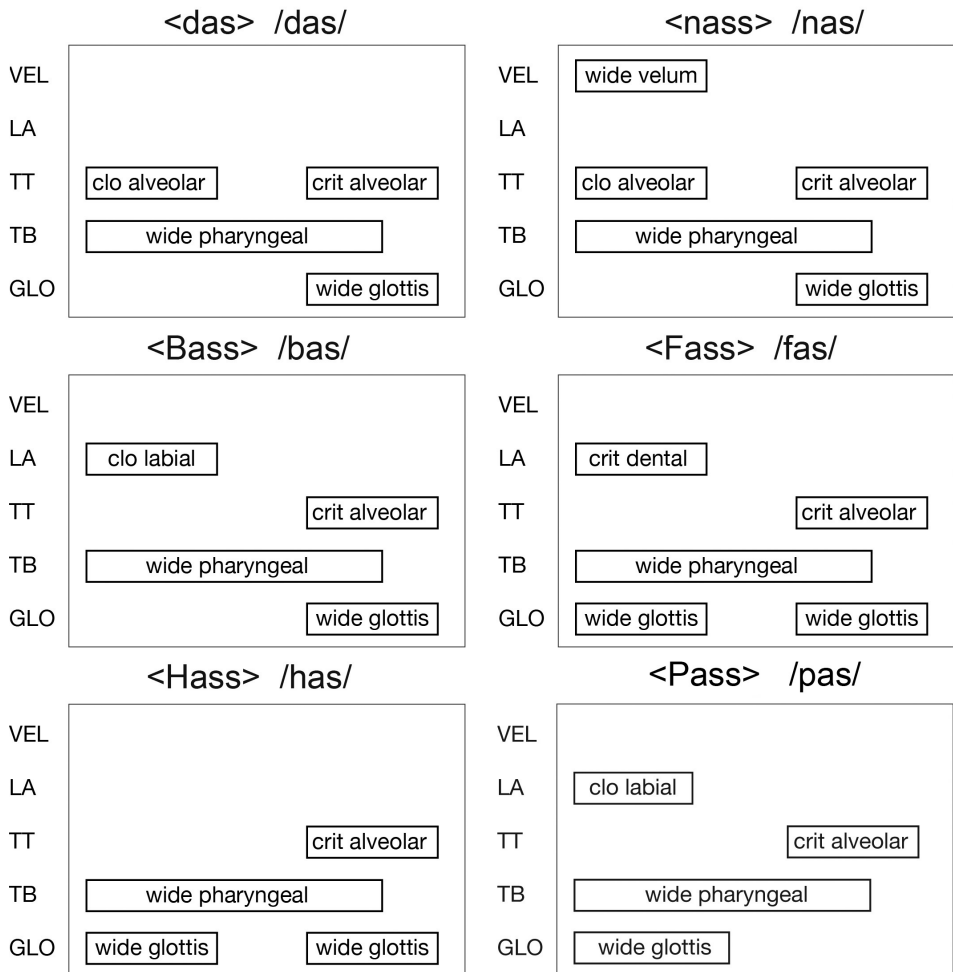 <das> /das/
VEL
LA
TT clo alveolar crit alveolar
TB wide pharyngeal
GLO wide glottis
<nass> /nas/
VEL wide velum
LA
TT clo alveolar crit alveolar
TB wide pharyngeal
GLO wide glottis
<Bass> /bas/
VEL
LA clo labial
TT crit alveolar
TB wide pharyngeal
GLO wide glottis
<Fass> /fas/
VEL
LA crit dental
TT crit alveolar
TB wide pharyngeal
GLO wide glottis wide glottis
<Hass> /has/
VEL
LA
TT crit alveolar
TB wide pharyngeal
GLO wide glottis wide glottis
<Pass> /pas/
VEL
LA clo labial
TT crit alveolar
TB wide pharyngeal
GLO wide glottis